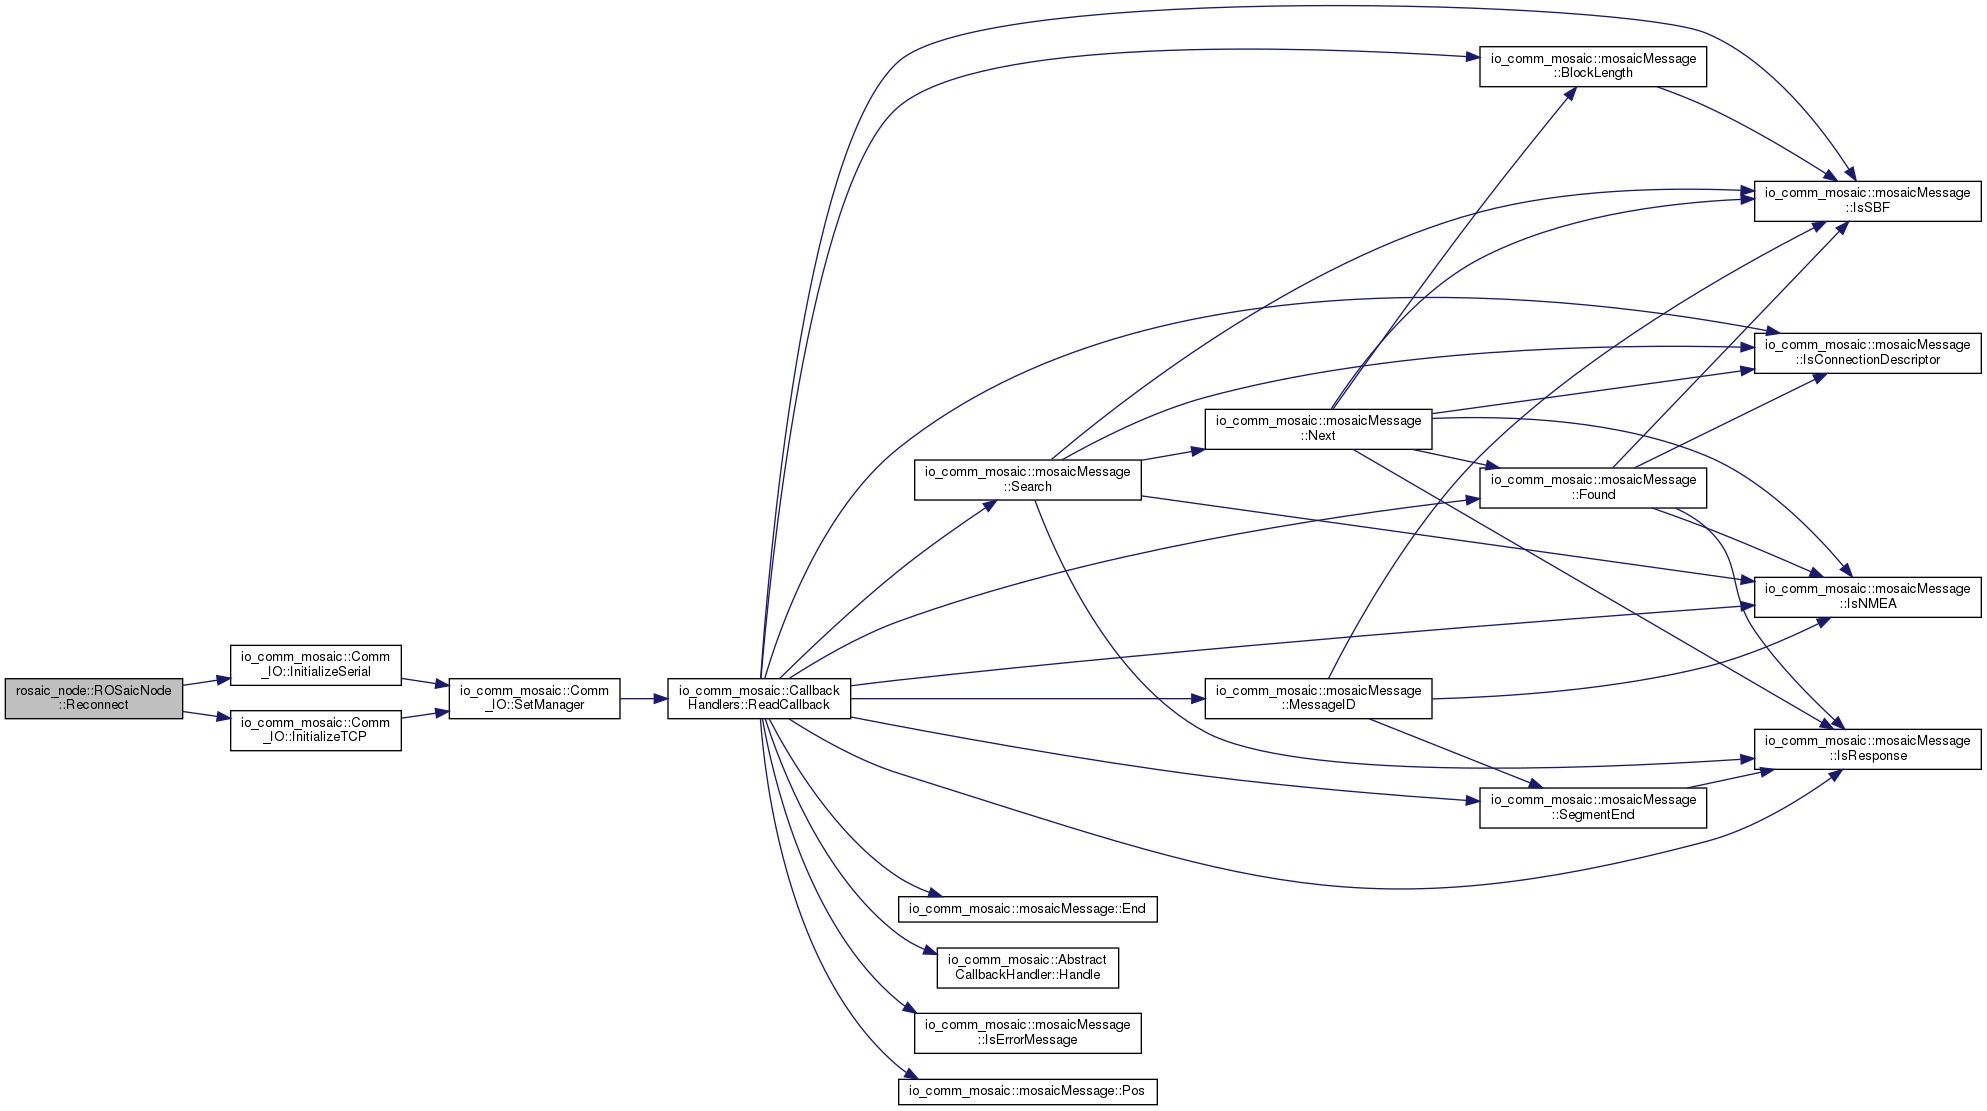 rosaic_node::ROSaicNode
::Reconnect
io_comm_mosaic::Comm
_IO::InitializeSerial
io_comm_mosaic::Comm
_IO::InitializeTCP
io_comm_mosaic::Comm
_IO::SetManager
io_comm_mosaic::Callback
Handlers::ReadCallback
io_comm_mosaic::mosaicMessage
::Search
io_comm_mosaic::mosaicMessage
::Next
io_comm_mosaic::mosaicMessage
::MessageID
io_comm_mosaic::mosaicMessage
::BlockLength
io_comm_mosaic::mosaicMessage
::Found
io_comm_mosaic::mosaicMessage
::SegmentEnd
io_comm_mosaic::mosaicMessage
::IsSBF
io_comm_mosaic::mosaicMessage
::IsConnectionDescriptor
io_comm_mosaic::mosaicMessage
::IsNMEA
io_comm_mosaic::mosaicMessage
::IsResponse
io_comm_mosaic::mosaicMessage::End
io_comm_mosaic::Abstract
CallbackHandler::Handle
io_comm_mosaic::mosaicMessage
::IsErrorMessage
io_comm_mosaic::mosaicMessage::Pos